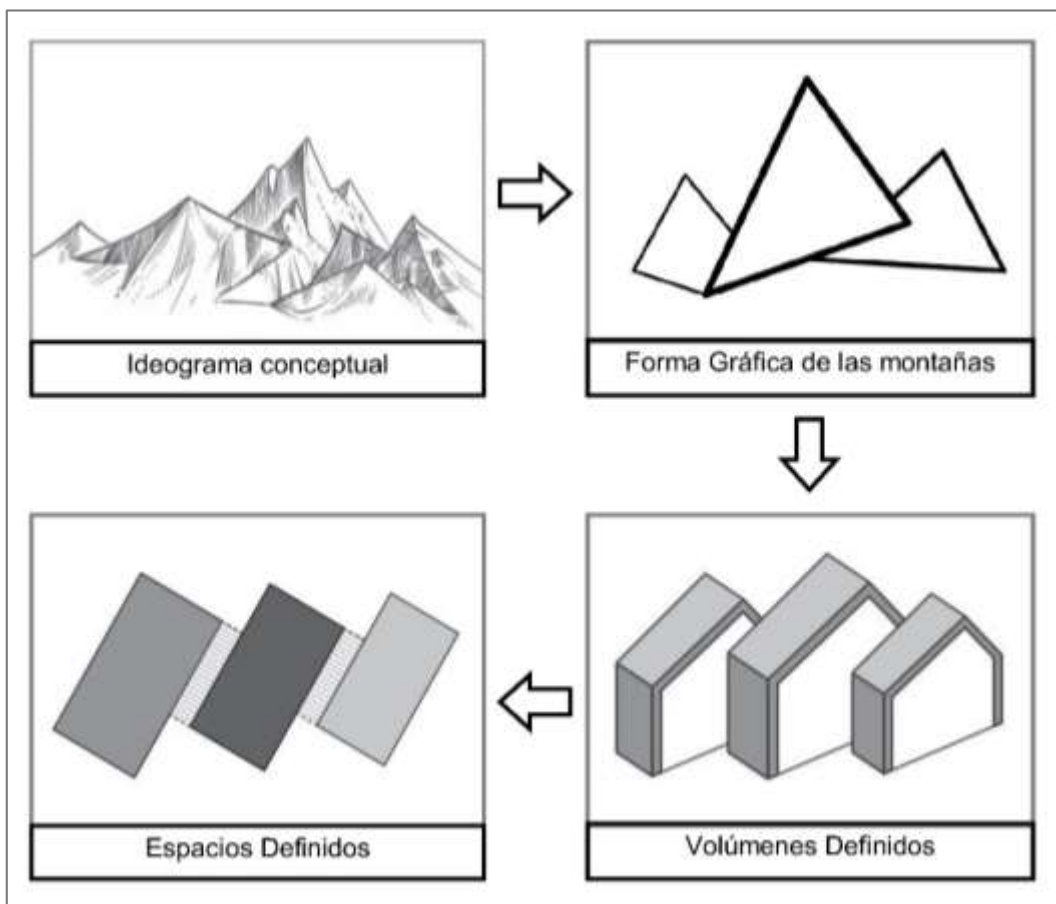 Ideograma conceptual
Forma Gráfica de las montañas
Espacios Definidos
Volúmenes Definidos